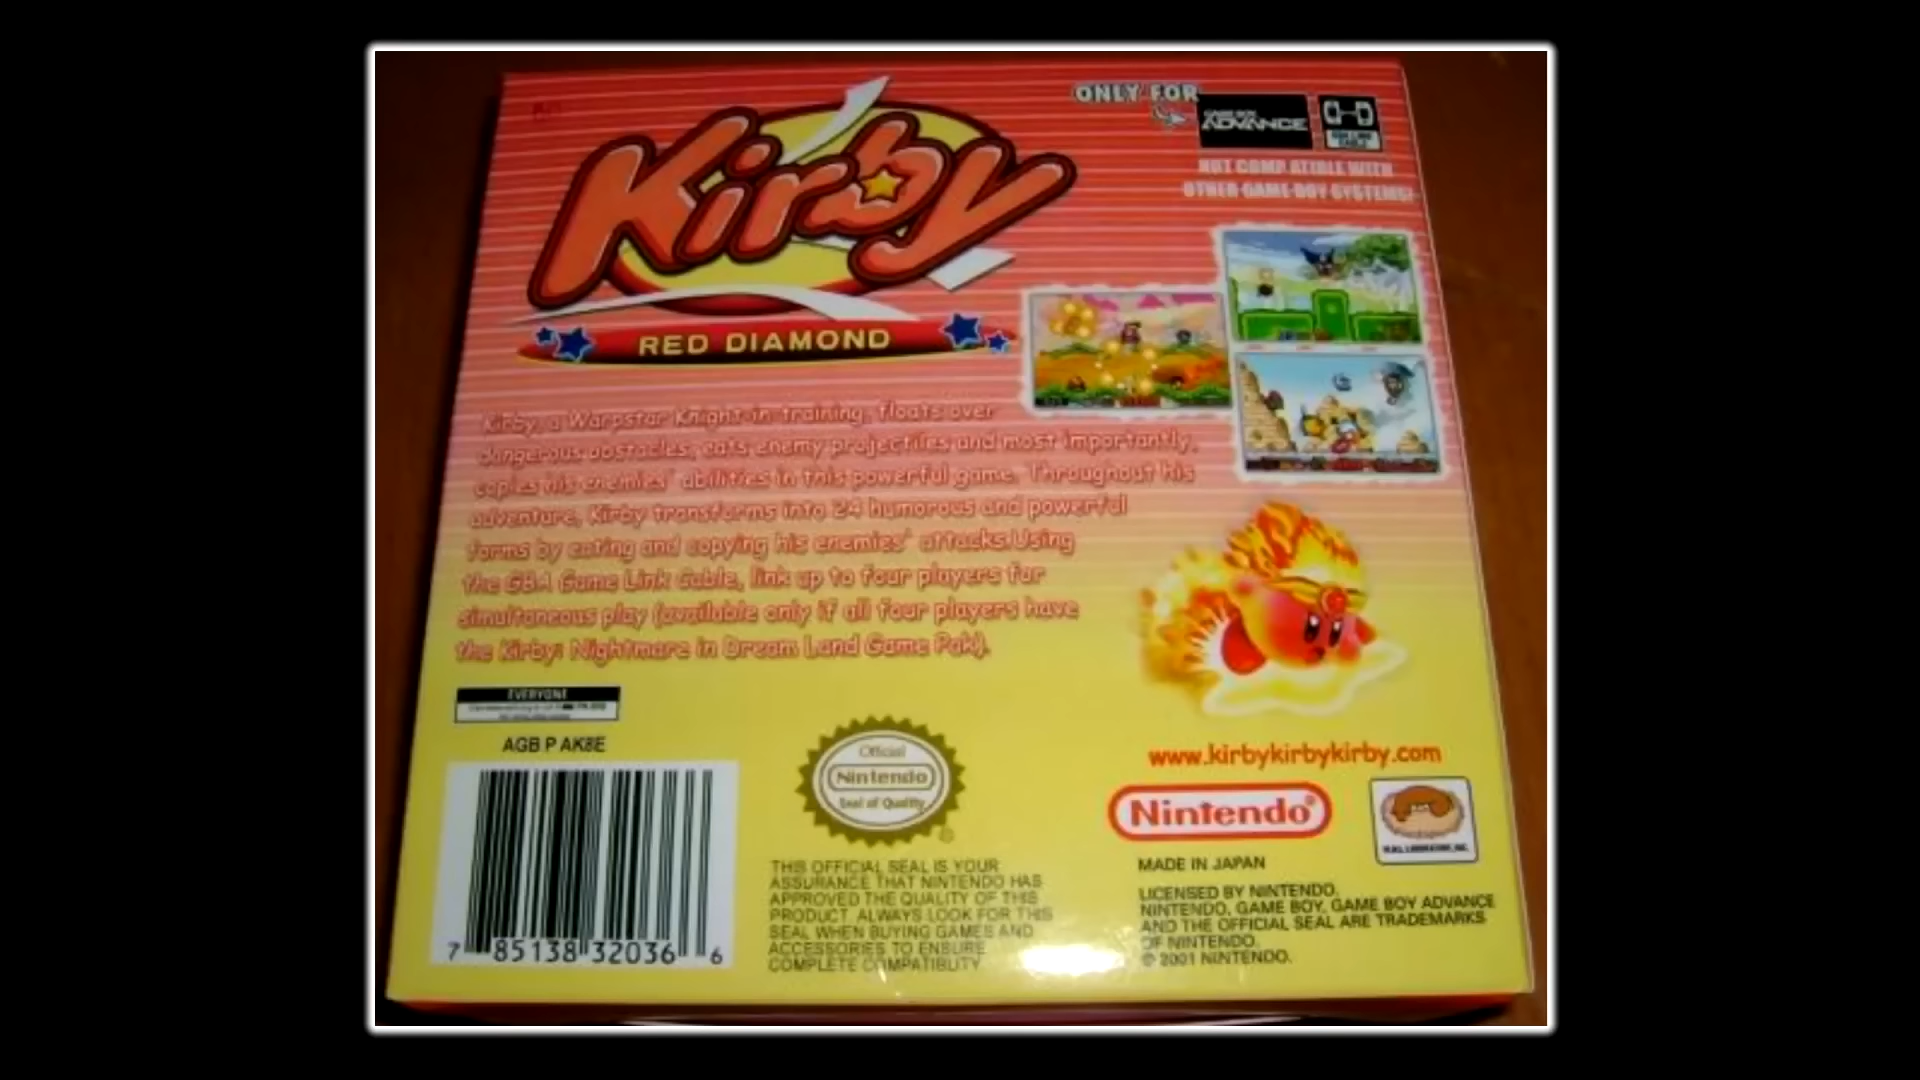 Kirby
RED DIAMOND
ONLY FOR
GAME BOY
ADVANCE
NOT COMPATIBLE WITH
OTHER GAME BOY SYSTEMS!
Kirby, a Warpstar Knight-in-training, floats over
dangerous obstacles, eats enemy projectiles and most importantly,
copies his enemies' abilities in this powerful game. Throughout his
adventure, Kirby transforms into 24 humorous and powerful
forms by eating and copying his enemies' attacks.Using
the GBA Game Link Cable, link up to four players for
simultaneous play (available only if all four players have
the Kirby: Nightmare in Dream Land Game Pak).
EVERYONE
AGB P AK8E
7 85138 32036 6
Official
Nintendo
Seal of Quality
THIS OFFICIAL SEAL IS YOUR
ASSURANCE THAT NINTENDO HAS
APPROVED THE QUALITY OF THIS
PRODUCT. ALWAYS LOOK FOR THIS
SEAL WHEN BUYING GAMES AND
ACCESSORIES TO ENSURE
COMPLETE COMPATIBLITY
www.kirbykirbykirby.com
Nintendo®
MADE IN JAPAN
LICENSED BY NINTENDO.
NINTENDO, GAME BOY, GAME BOY ADVANCE
AND THE OFFICIAL SEAL ARE TRADEMARKS
OF NINTENDO.
© 2001 NINTENDO.